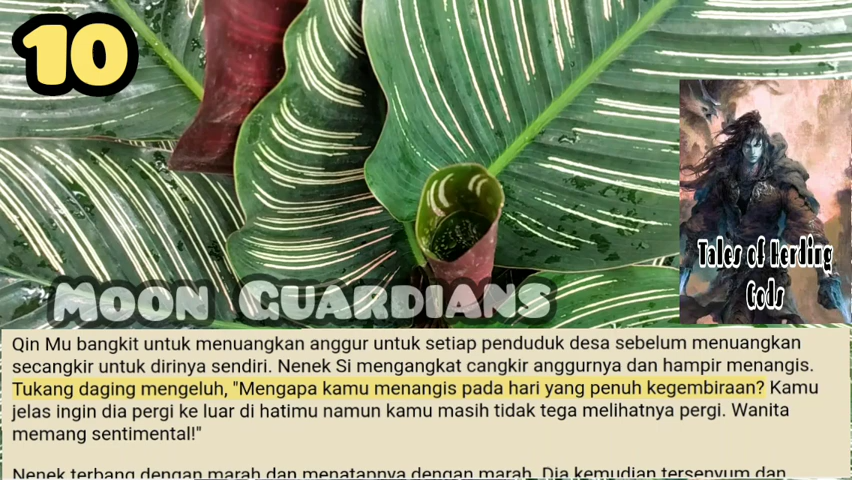 10
Tales of Herding
Gods
Moon Guardians
Qin Mu bangkit untuk menuangkan anggur untuk setiap penduduk desa sebelum menuangkan
secangkir untuk dirinya sendiri. Nenek Si mengangkat cangkir anggurnya dan hampir menangis.
Tukang daging mengeluh, "Mengapa kamu menangis pada hari yang penuh kegembiraan? Kamu
jelas ingin dia pergi ke luar di hatimu namun kamu masih tidak tega melihatnya pergi. Wanita
memang sentimental!"
Nenek terbang dengan marah dan menatapnya dengan marah. Dia kemudian tersenyum dan